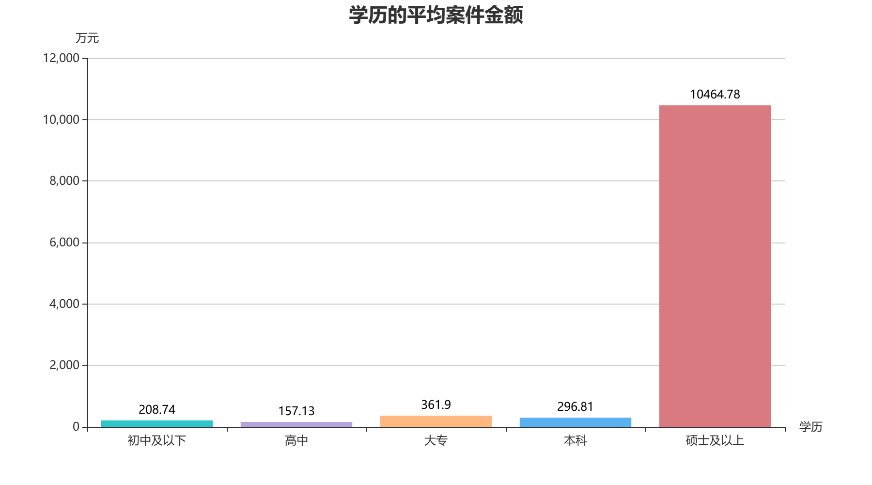 学历的平均案件金额
万元
12,000
10464.78
10,000
8,000
6,000
4,000
2,000
208.74 157.13 361.9 296.81
0
初中及以下 高中 大专 本科 硕士及以上 学历